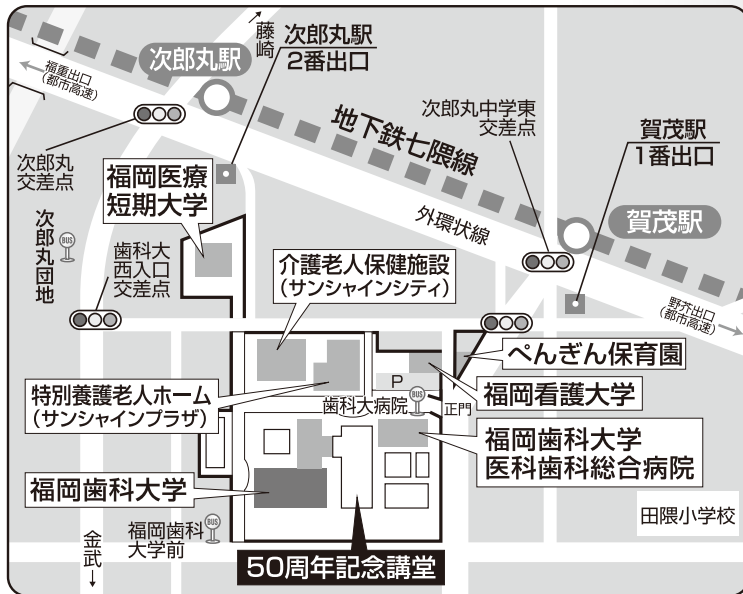 藤崎
次郎丸駅
2番出口
次郎丸駅
福重出口
(都市高速)
次郎丸中学東
交差点
賀茂駅
1番出口
地下鉄七隈線
次郎丸
交差点
福岡医療
短期大学
外環状線
賀茂駅
次郎丸団地
BUS
歯科大
西入口
交差点
介護老人保健施設
(サンシャインシティ)
野芥出口
(都市高速)
ぺんぎん保育園
特別養護老人ホーム
(サンシャインプラザ)
P
歯科大病院
BUS
正門
福岡看護大学
福岡歯科大学
医科歯科総合病院
福岡歯科大学
田隈小学校
金武
福岡歯科
大学前
BUS
50周年記念講堂